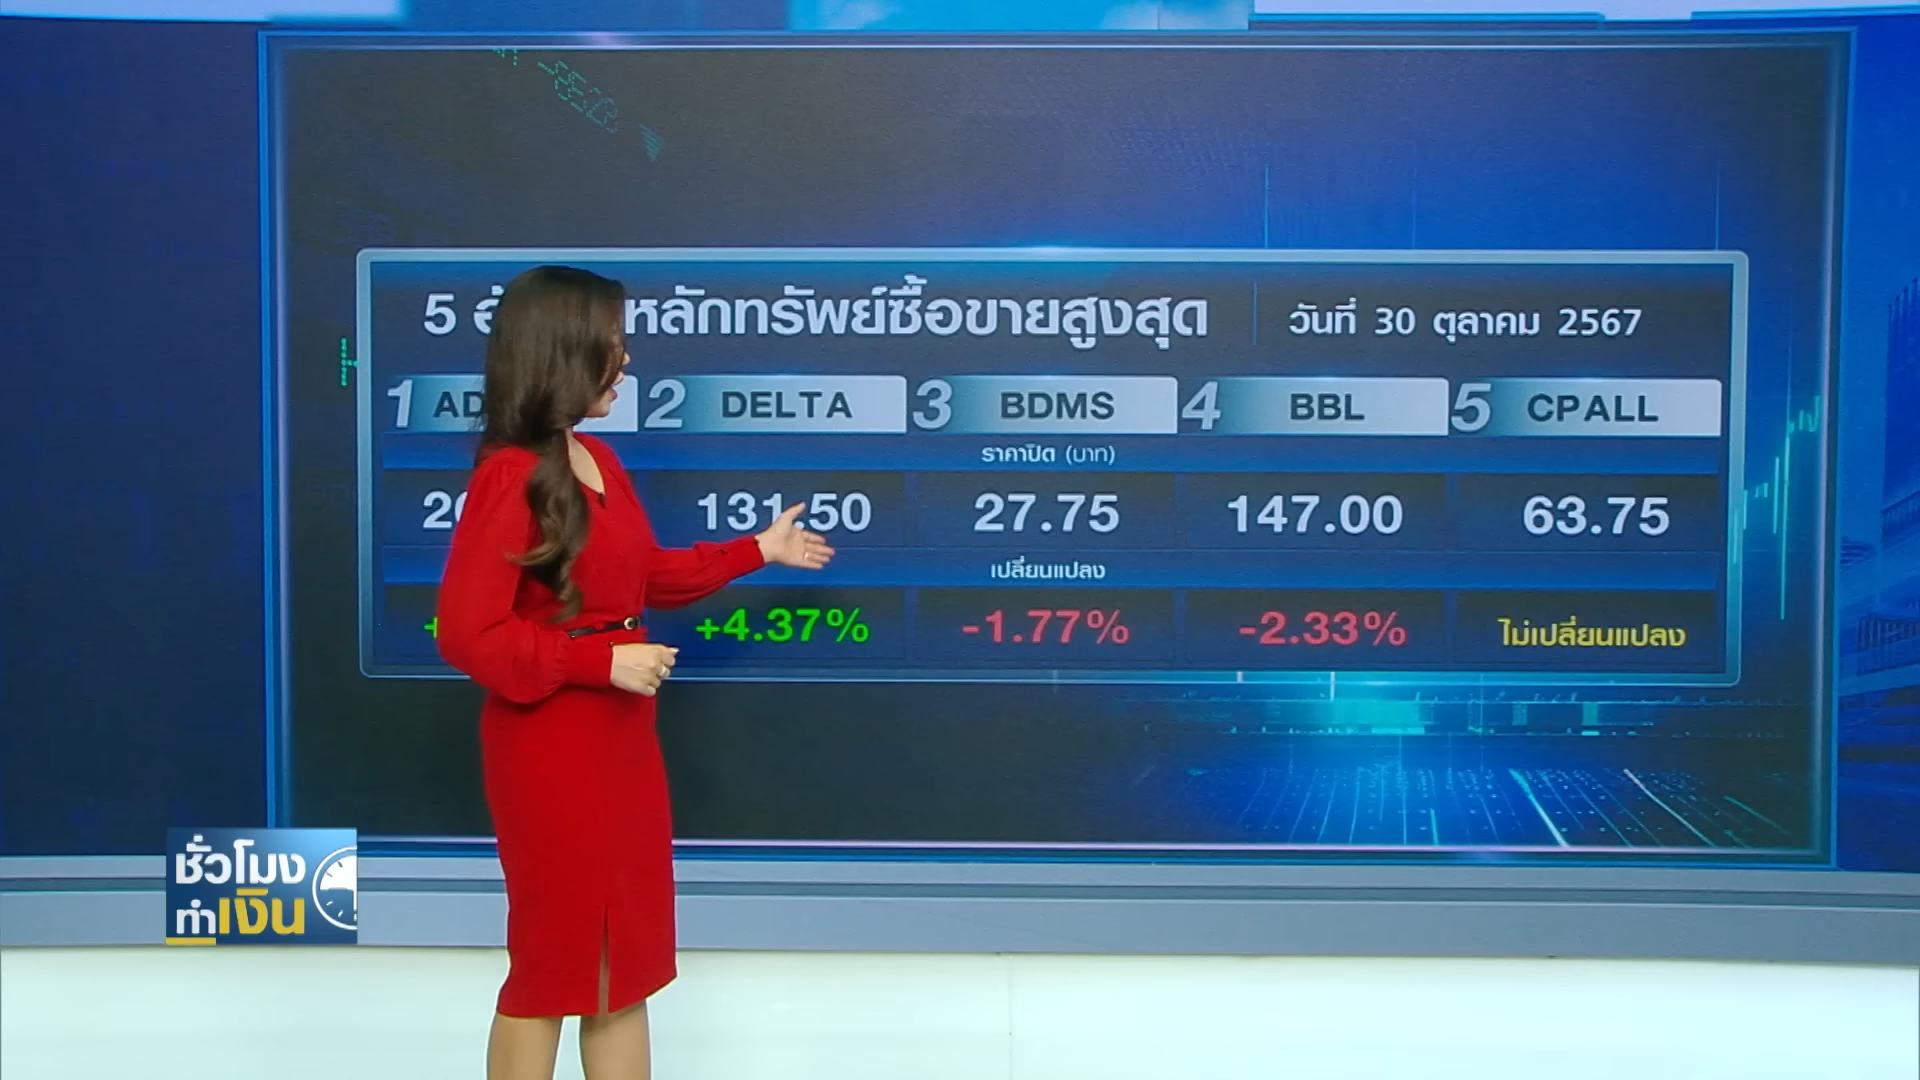 5 หลักทรัพย์ซื้อขายสูงสุด วันที่ 30 ตุลาคม 2567
1 AD 2 DELTA 3 BDMS 4 BBL 5 CPALL
ราคาปิด (บาท)
20 131.50 27.75 147.00 63.75
เปลี่ยนแปลง
+ +4.37% -1.77% -2.33% ไม่เปลี่ยนแปลง
ชั่วโมง
ทำเงิน